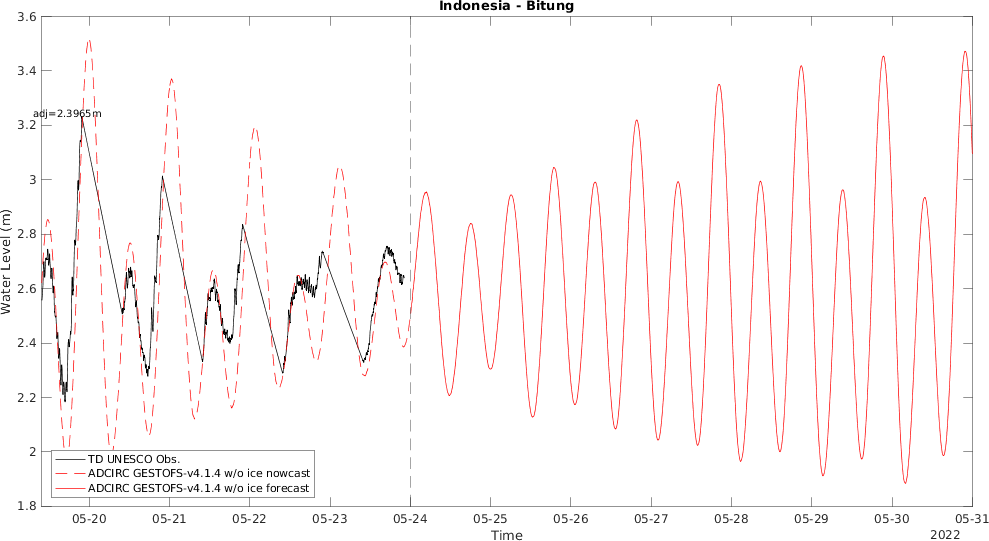 Indonesia - Bitung
3.6
3.4
3.2
3
2.8
2.6
2.4
2.2
2
1.8
Water Level (m)
adj=2.3965m
TD UNESCO Obs.
ADCIRC GESTOFS-v4.1.4 w/o ice nowcast
ADCIRC GESTOFS-v4.1.4 w/o ice forecast
05-20 05-21 05-22 05-23 05-24 05-25 05-26 05-27 05-28 05-29 05-30 05-31
Time
2022